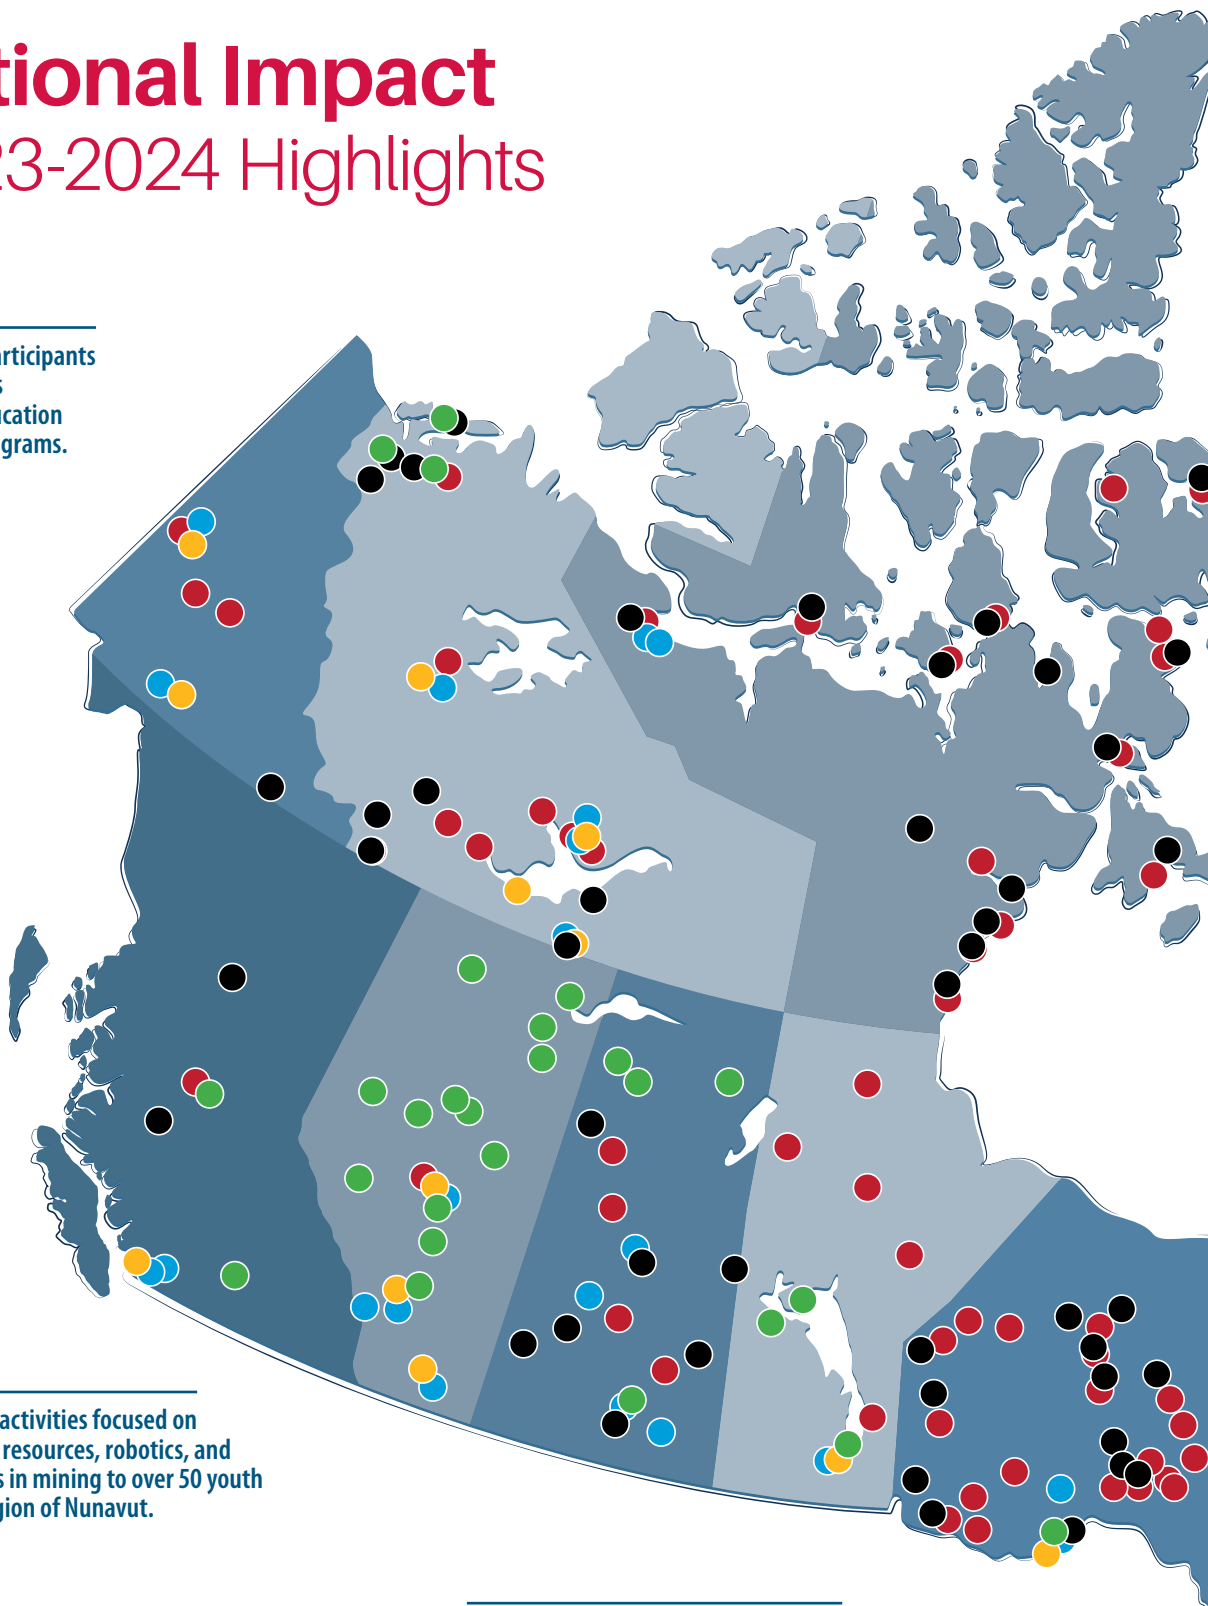 tional Impact
23-2024 Highlights
articipants
s
ucation
grams.
activities focused on
resources, robotics, and
s in mining to over 50 youth
gion of Nunavut.